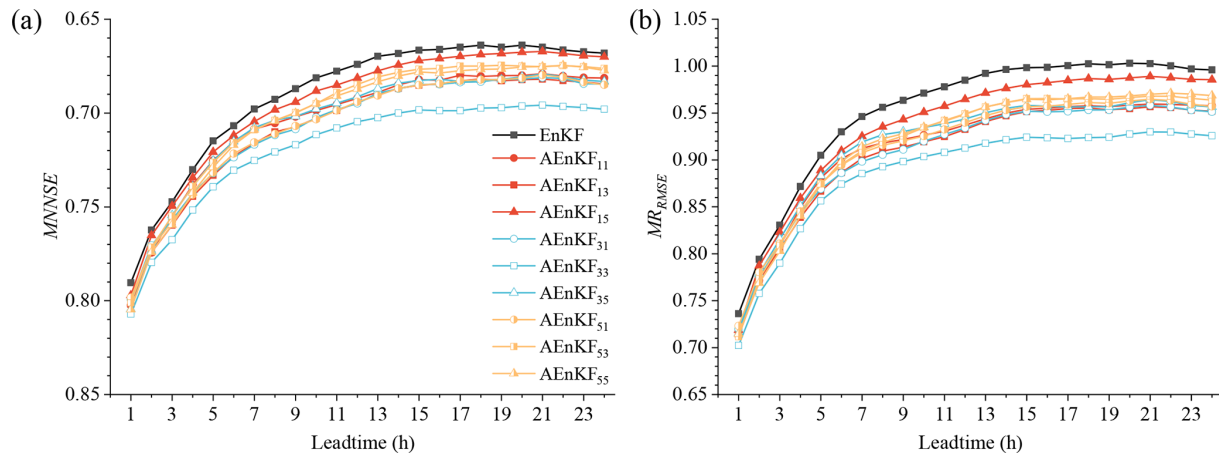 (a)
0.65
0.70
0.75
0.80
0.85
MNNSE
1 3 5 7 9 11 13 15 17 19 21 23
Leadtime (h)
EnKF
AEnKF11
AEnKF13
AEnKF15
AEnKF31
AEnKF33
AEnKF35
AEnKF51
AEnKF53
AEnKF55
(b)
1.05
1.00
0.95
0.90
0.85
0.80
0.75
0.70
0.65
MR_RMSE
1 3 5 7 9 11 13 15 17 19 21 23
Leadtime (h)